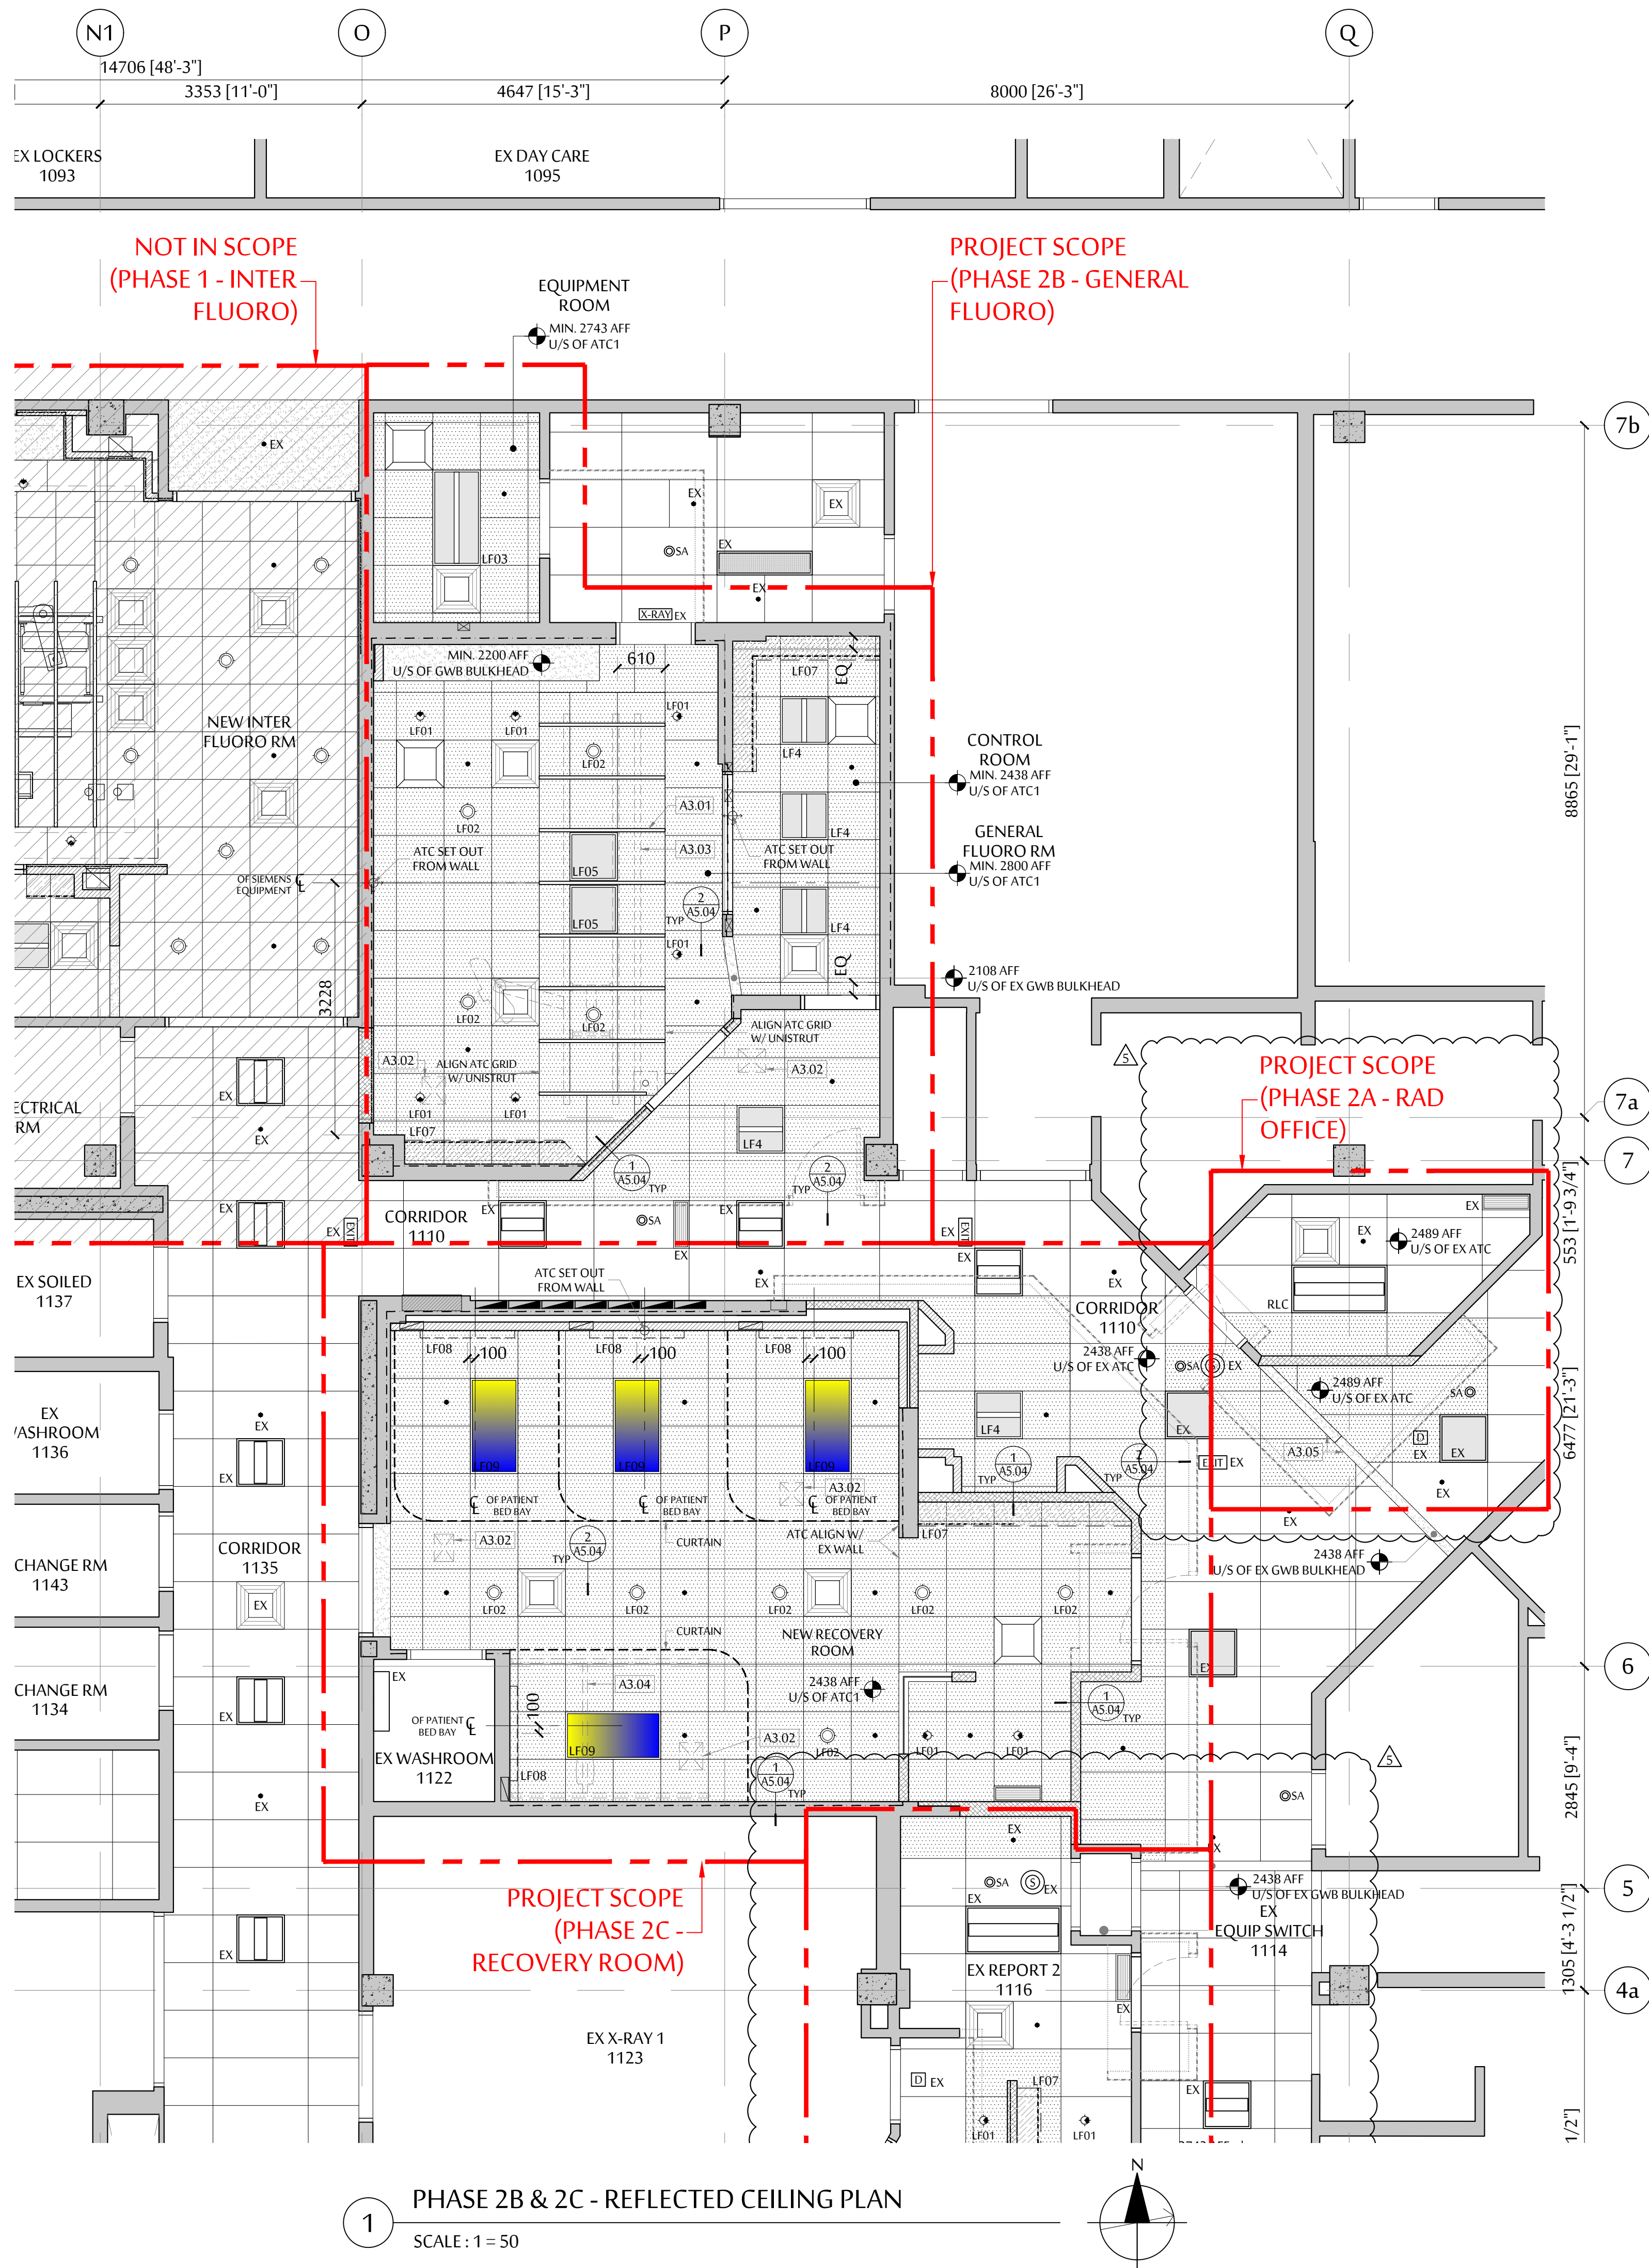 N1
O
P
Q
14706 [48'-3"]
]
3353 [11'-0"]
4647 [15'-3"]
8000 [26'-3"]
EX LOCKERS
1093
EX DAY CARE
1095
NOT IN SCOPE
(PHASE 1 - INTER
FLUORO)
PROJECT SCOPE
(PHASE 2B - GENERAL
FLUORO)
EQUIPMENT
ROOM
MIN. 2743 AFF
U/S OF ATC1
7b
EX
EX
EX
SA
EX
LF03
EX
X-RAY EX
MIN. 2200 AFF
U/S OF GWB BULKHEAD
610
LF07
EQ
LF01
LF01
LF01
NEW INTER
FLUORO RM
LF02
LF4
CONTROL
ROOM
MIN. 2438 AFF
U/S OF ATC1
8865 [29'-1"]
A3.01
LF02
LF4
ATC SET OUT
FROM WALL
A3.03
ATC SET OUT
FROM WALL
GENERAL
FLUORO RM
MIN. 2800 AFF
U/S OF ATC1
OF SIEMENS
EQUIPMENT
LF05
2
A5.04
TYP
LF05
LF4
LF01
EQ
2108 AFF
U/S OF EX GWB BULKHEAD
3228
LF02
LF02
ALIGN ATC GRID
W/ UNISTRUT
A3.02
ALIGN ATC GRID
W/ UNISTRUT
A3.02
5
PROJECT SCOPE
(PHASE 2A - RAD
OFFICE)
EX
ECTRICAL
RM
EX
LF01
LF01
LF07
LF4
7a
7
1
A5.04
TYP
2
A5.04
TYP
553 [1'-9 3/4"]
EX
EX
CORRIDOR
1110
EX
SA
EX
EX
EXIT
EX
EX
EXIT
EX
EX
EX
2489 AFF
U/S OF EX ATC
EX SOILED
1137
ATC SET OUT
FROM WALL
EX
EX
RLC
CORRIDOR
1110
2438 AFF
U/S OF EX ATC
SA
S
EX
LF08
100
LF08
100
LF08
100
2489 AFF
U/S OF EX ATC
SA
6477 [21'-3"]
EX
WASHROOM
1136
EX
EX
LF4
EX
D
EX
EX
A3.05
LF09
LF09
LF09
1
A5.04
TYP
2
A5.04
TYP
EXIT EX
EX
A3.02
OF PATIENT
BED BAY
OF PATIENT
BED BAY
OF PATIENT
BED BAY
EX
A3.02
2
A5.04
TYP
CURTAIN
ATC ALIGN W/
EX WALL
LF07
CORRIDOR
1135
CHANGE RM
1143
2438 AFF
U/S OF EX GWB BULKHEAD
EX
LF02
LF02
LF02
LF02
LF02
CURTAIN
NEW RECOVERY
ROOM
EX
6
EX
CHANGE RM
1134
A3.04
2438 AFF
U/S OF ATC1
1
A5.04
TYP
EX
OF PATIENT
BED BAY
100
LF09
A3.02
LF02
LF01
LF01
EX WASHROOM
1122
LF08
1
A5.04
TYP
5
EX
SA
2845 [9'-4"]
EX
EX
PROJECT SCOPE
(PHASE 2C -
RECOVERY ROOM)
SA
S
EX
EX
2438 AFF
U/S OF EX GWB BULKHEAD
5
EX
EQUIP SWITCH
1114
EX
EX REPORT 2
1116
1305 [4'-3 1/2"]
4a
EX
EX X-RAY 1
1123
D EX
LF07
EX
LF01
LF01
1/2"]
N
1
PHASE 2B & 2C - REFLECTED CEILING PLAN
SCALE : 1 = 50